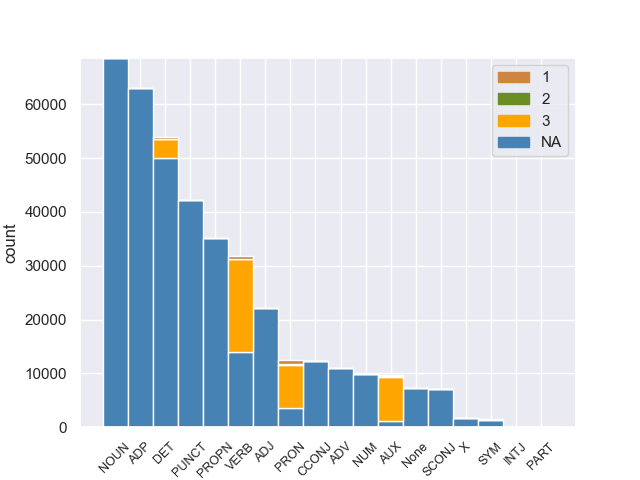 1
2
3
NA
60000
50000
40000
30000
20000
10000
0
count
NOUN
ADP
DET
PUNCT
PROPN
VERB
ADJ
PRON
CCONJ
ADV
NUM
AUX
None
SCONJ
X
SYM
INTJ
PART